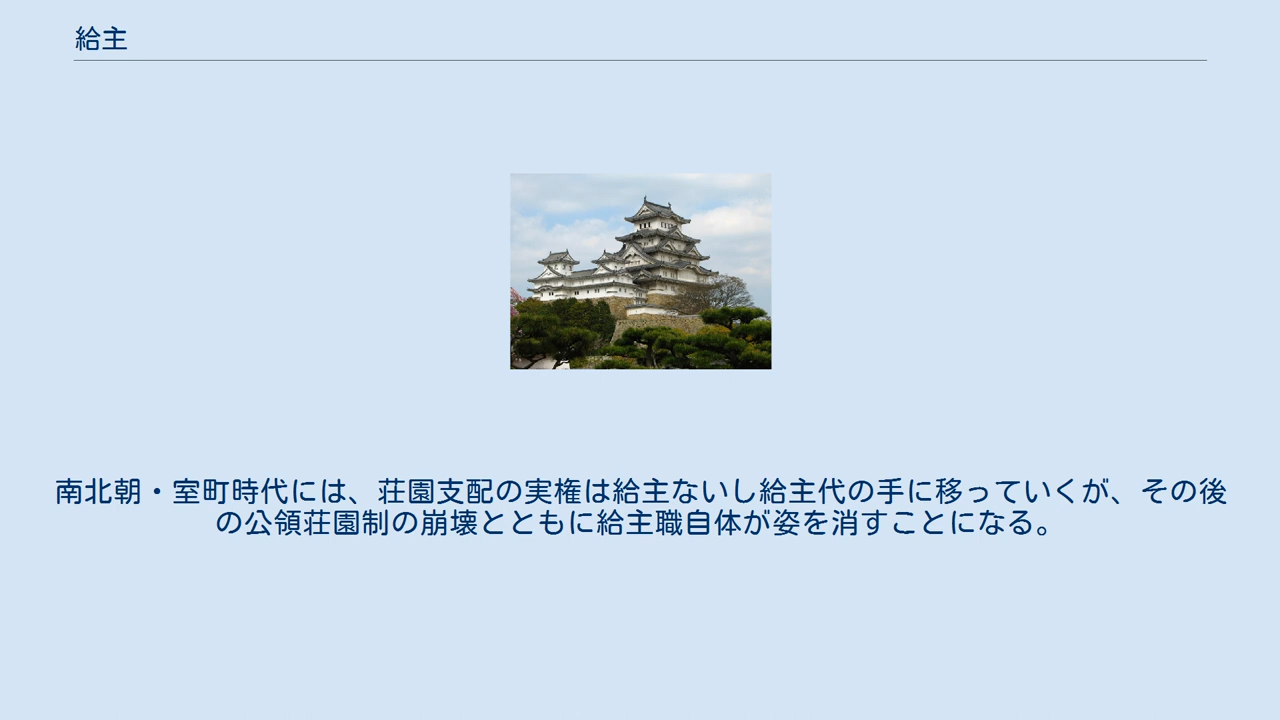 給主
南北朝・室町時代には、荘園支配の実権は給主ないし給主代の手に移っていくが、その後
の公領荘園制の崩壊とともに給主職自体が姿を消すことになる。